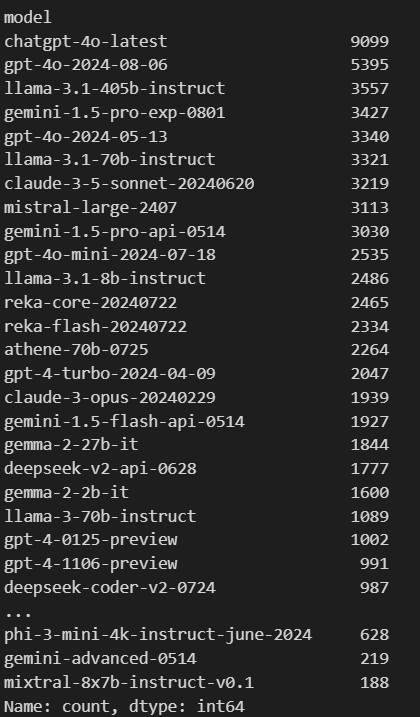 model
chatgpt-4o-latest 9099
gpt-4o-2024-08-06 5395
llama-3.1-405b-instruct 3557
gemini-1.5-pro-exp-0801 3427
gpt-4o-2024-05-13 3340
llama-3.1-70b-instruct 3321
claude-3-5-sonnet-20240620 3219
mistral-large-2407 3113
gemini-1.5-pro-api-0514 3030
gpt-4o-mini-2024-07-18 2535
llama-3.1-8b-instruct 2486
reka-core-20240722 2465
reka-flash-20240722 2334
athene-70b-0725 2264
gpt-4-turbo-2024-04-09 2047
claude-3-opus-20240229 1939
gemini-1.5-flash-api-0514 1927
gemma-2-27b-it 1844
deepseek-v2-api-0628 1777
gemma-2-2b-it 1600
llama-3-70b-instruct 1089
gpt-4-0125-preview 1002
gpt-4-1106-preview 991
deepseek-coder-v2-0724 987
...
phi-3-mini-4k-instruct-june-2024 628
gemini-advanced-0514 219
mixtral-8x7b-instruct-v0.1 188
Name: count, dtype: int64